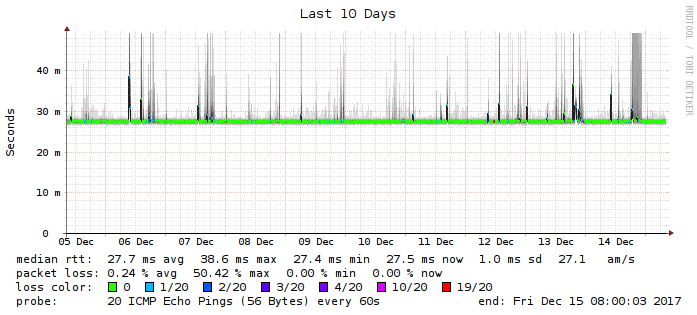 Last 10 Days
RRDTOOL / TOBI OETIKER
Seconds
40 m
30 m
20 m
10 m
0
05 Dec 06 Dec 07 Dec 08 Dec 09 Dec 10 Dec 11 Dec 12 Dec 13 Dec 14 Dec
median rtt: 27.7 ms avg 38.6 ms max 27.4 ms min 27.5 ms now 1.0 ms sd 27.1 am/s
packet loss: 0.24 % avg 50.42 % max 0.00 % min 0.00 % now
loss color: 0 1/20 2/20 3/20 4/20 10/20 19/20
probe: 20 ICMP Echo Pings (56 Bytes) every 60s end: Fri Dec 15 08:00:03 2017